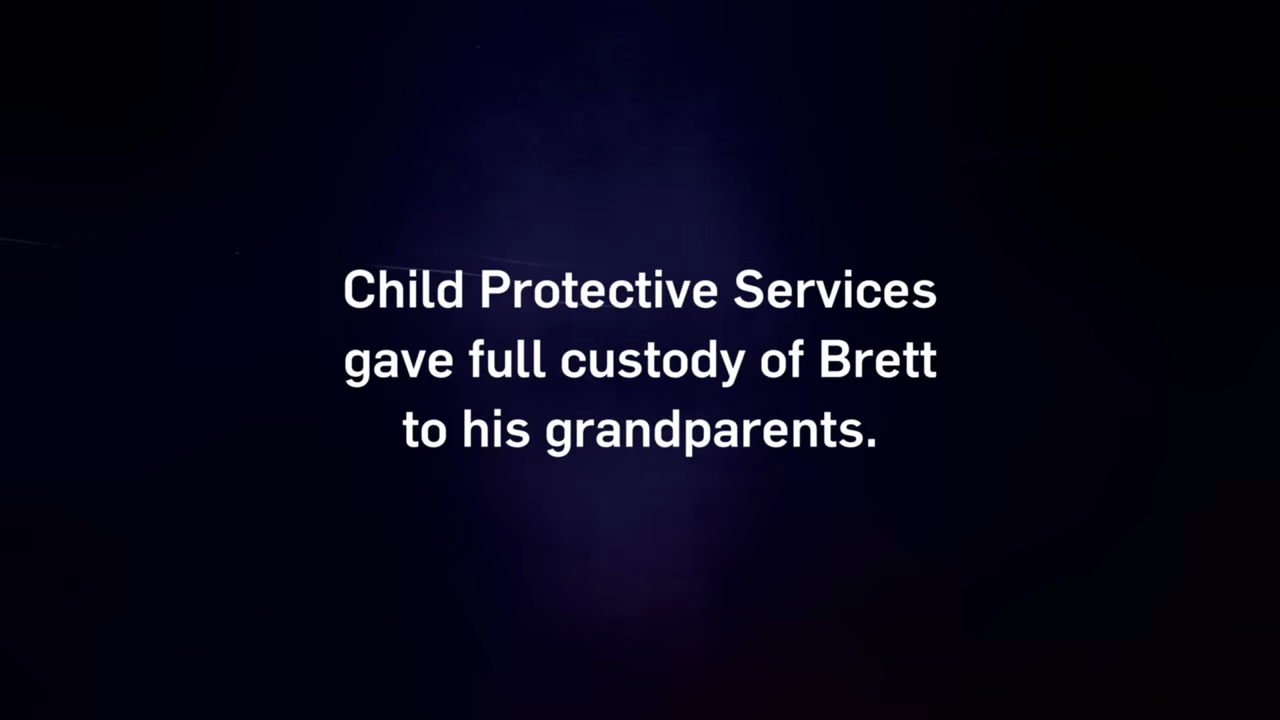 Child Protective Services
gave full custody of Brett
to his grandparents.